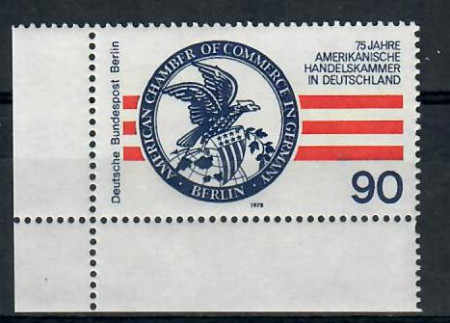 75 JAHRE
AMERIKANISCHE
HANDELSKAMMER
IN DEUTSCHLAND
Deutsche Bundespost Berlin
AMERICAN CHAMBER OF COMMERCE IN GERMANY
· BERLIN ·
90
1978